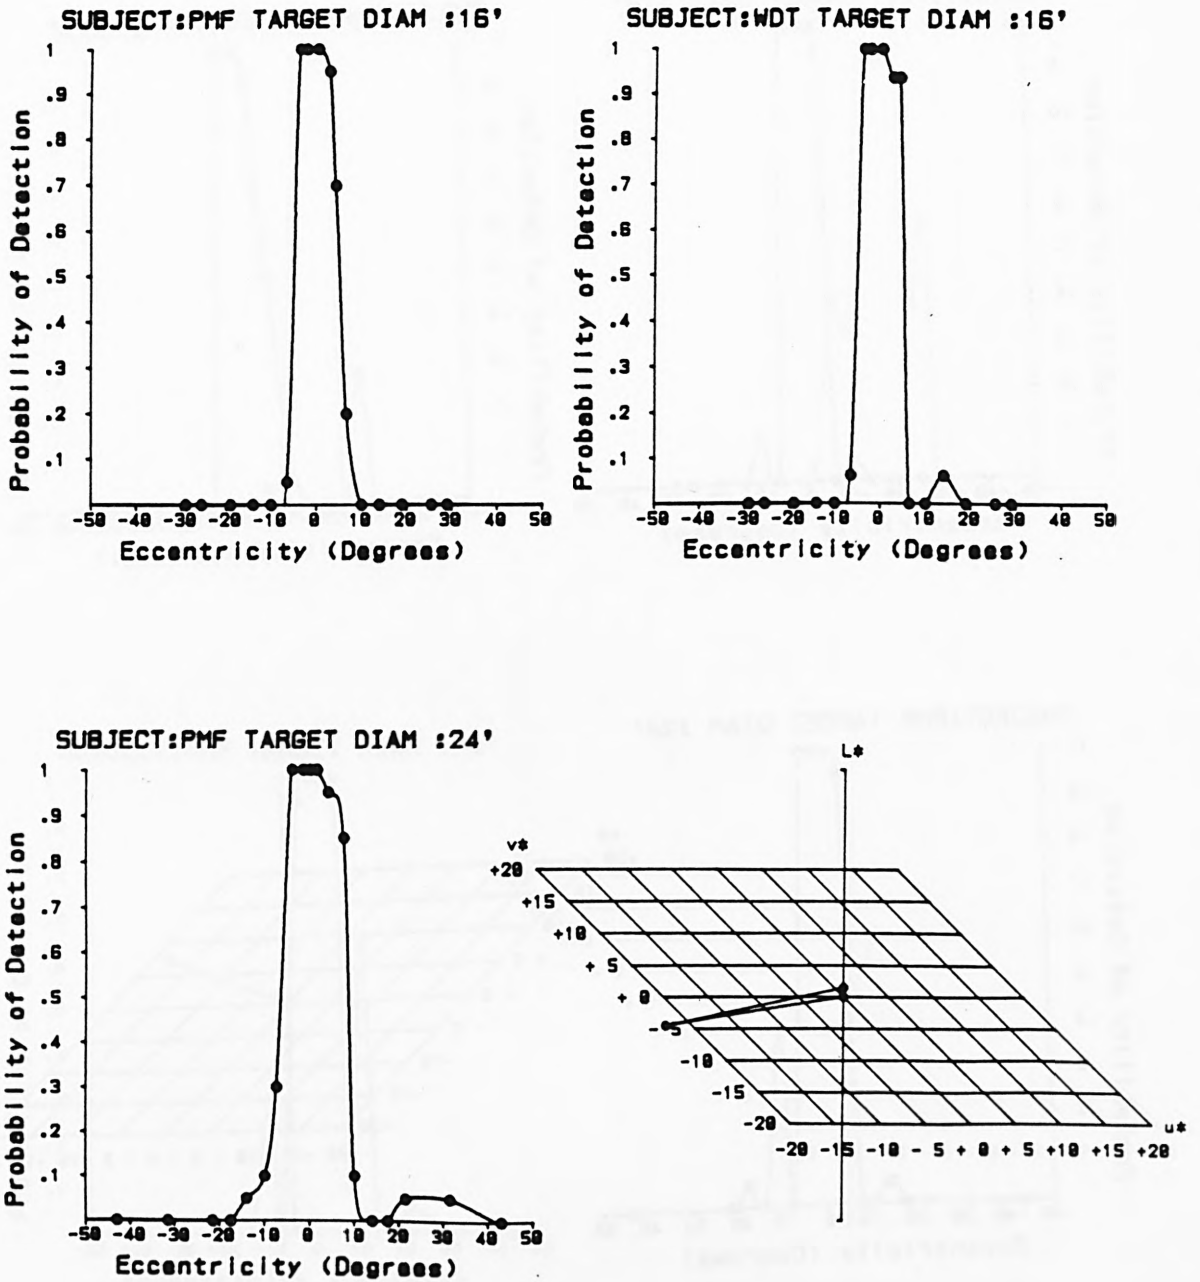 SUBJECT:PMF TARGET DIAM :16'
1
.9
.8
.7
.6
.5
.4
.3
.2
.1
Probability of Detection
-50 -40 -30 -20 -10 0 10 20 30 40 50
Eccentricity (Degrees)
SUBJECT:WDT TARGET DIAM :16'
1
.9
.8
.7
.6
.5
.4
.3
.2
.1
Probability of Detection
-50 -40 -30 -20 -10 0 10 20 30 40 50
Eccentricity (Degrees)
SUBJECT:PMF TARGET DIAM :24'
1
.9
.8
.7
.6
.5
.4
.3
.2
.1
Probability of Detection
-50 -40 -30 -20 -10 0 10 20 30 40 50
Eccentricity (Degrees)
L*
v*
+20
+15
+10
+ 5
+ 0
- 5
-10
-15
-20
u*
-20 -15 -10 - 5 + 0 + 5 +10 +15 +20